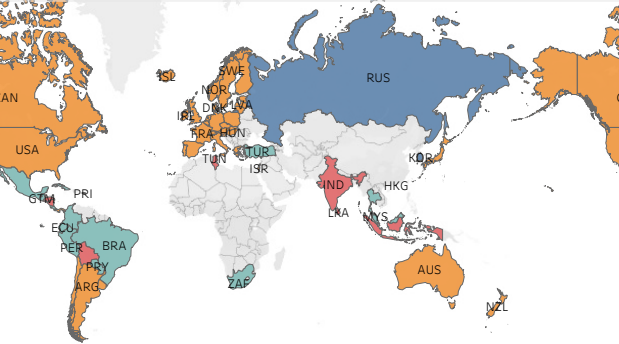 ISL
SWE
RUS
NOR
CAN
DNK
LVA
IRL
USA
FRA
HUN
TUR
KOR
TUN
ISR
IND
HKG
PRI
GTM
LKA
MYS
ECU
PER
BRA
PRY
AUS
ARG
ZAF
NZL